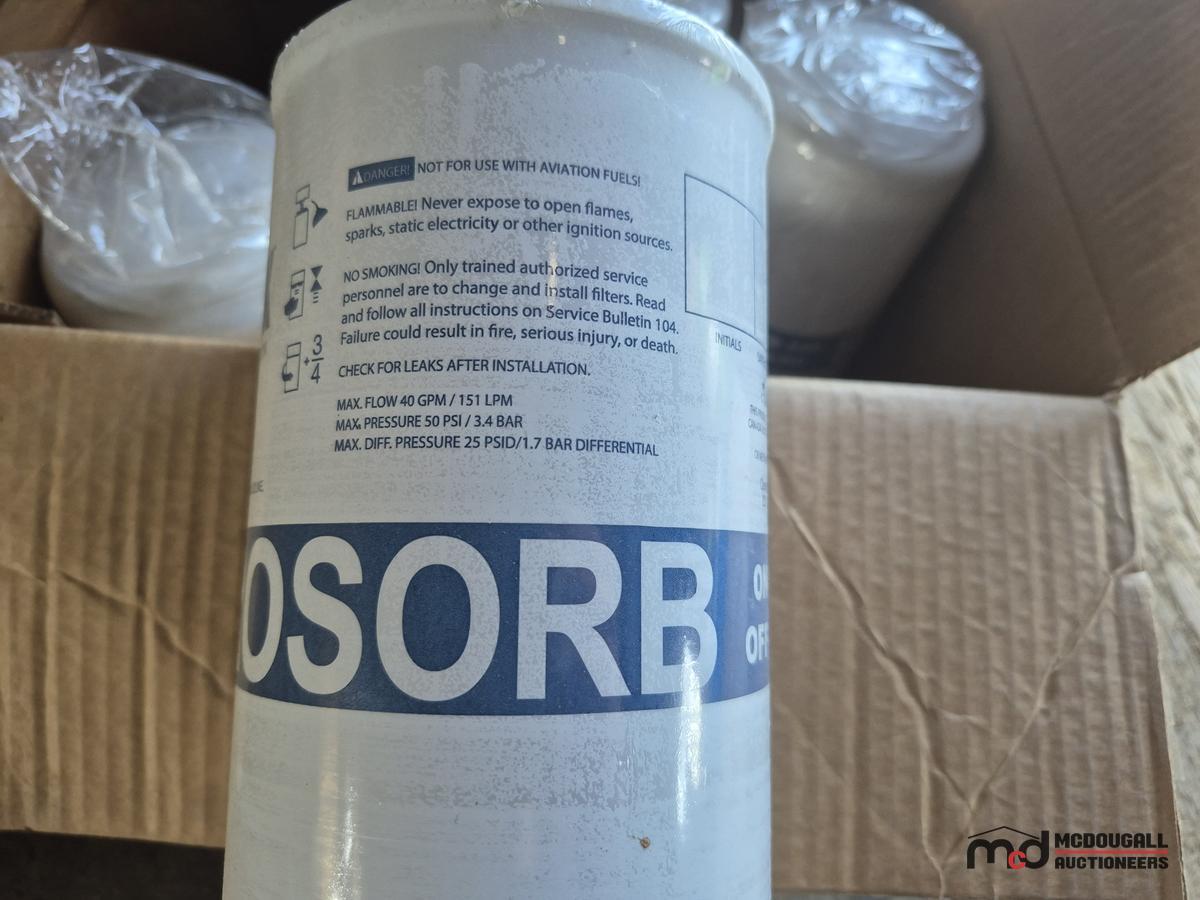 DANGER! NOT FOR USE WITH AVIATION FUELS!
FLAMMABLE! Never expose to open flames,
sparks, static electricity or other ignition sources.
NO SMOKING! Only trained authorized service
personnel are to change and install filters. Read
and follow all instructions on Service Bulletin 104.
Failure could result in fire, serious injury, or death.
+ 3/4
CHECK FOR LEAKS AFTER INSTALLATION.
MAX. FLOW 40 GPM / 151 LPM
MAX. PRESSURE 50 PSI / 3.4 BAR
MAX. DIFF. PRESSURE 25 PSID/1.7 BAR DIFFERENTIAL
INITIALS
OSORB
mcd MCDOUGALL
AUCTIONEERS